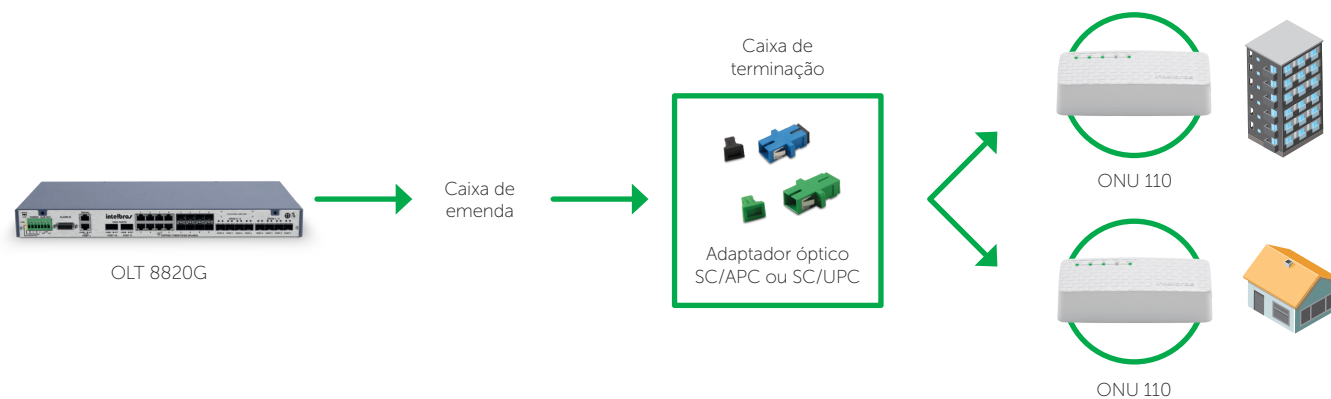 intelbras
OLT 8820G
Caixa de
emenda
Caixa de
terminação
Adaptador óptico
SC/APC ou SC/UPC
ONU 110
ONU 110